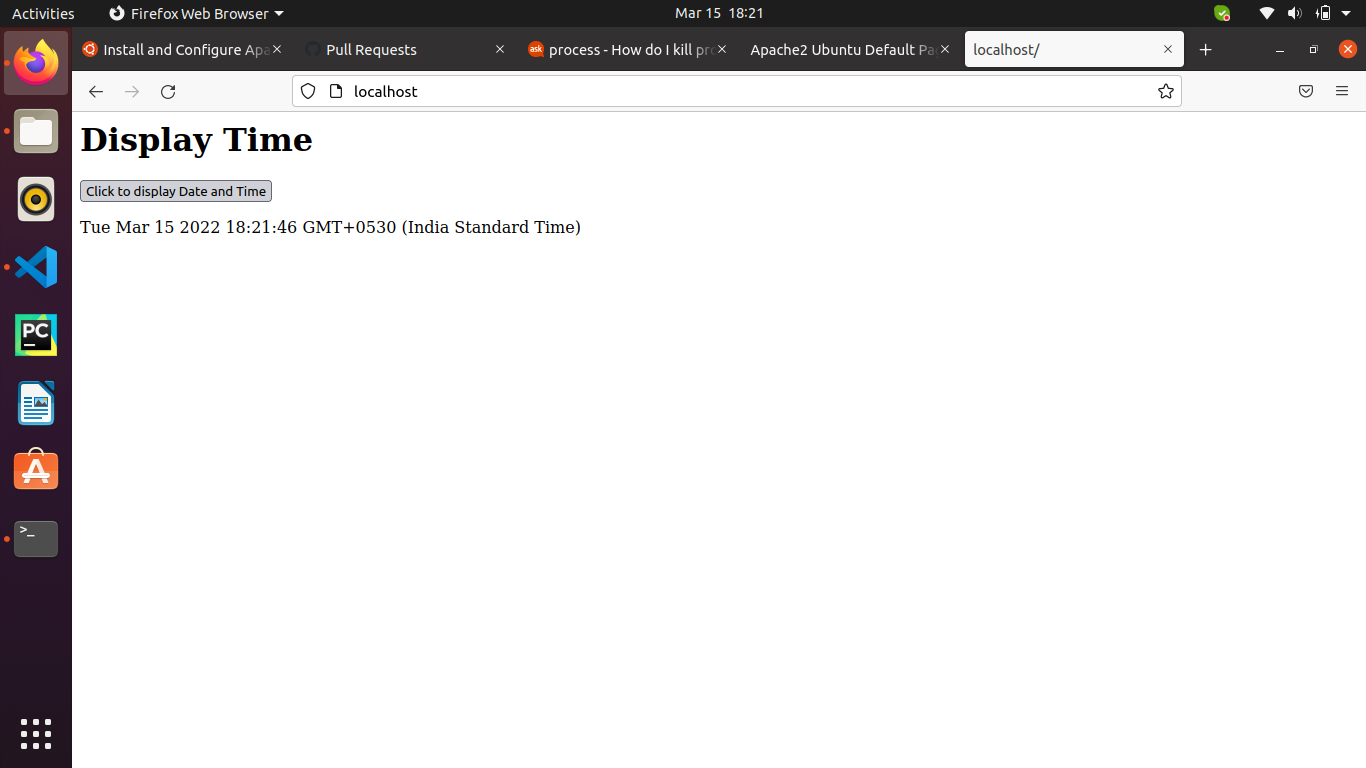 Activities Firefox Web Browser Mar 15 18:21
Install and Configure Apa Pull Requests ask process - How do I kill pro Apache2 Ubuntu Default Pa localhost/
localhost
Display Time
Click to display Date and Time
Tue Mar 15 2022 18:21:46 GMT+0530 (India Standard Time)
PC
>_